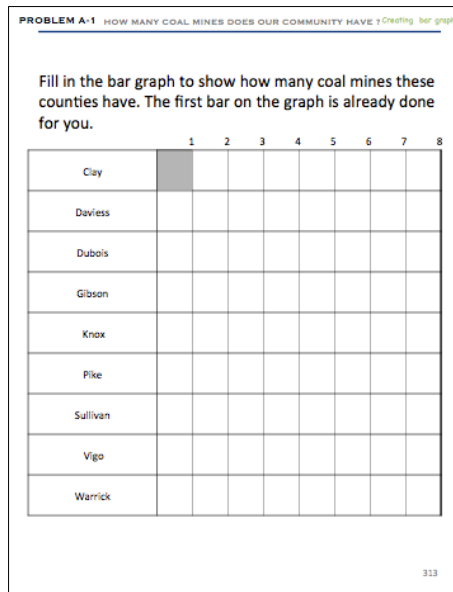 PROBLEM A-1 HOW MANY COAL MINES DOES OUR COMMUNITY HAVE ? Creating bar grap
Fill in the bar graph to show how many coal mines these
counties have. The first bar on the graph is already done
for you.
1 2 3 4 5 6 7 8
Clay
Daviess
Dubois
Gibson
Knox
Pike
Sullivan
Vigo
Warrick
313